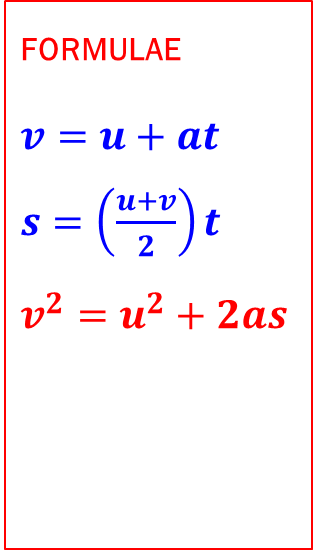 FORMULAE
v = u + at
s = (u+v/2) t
v² = u² + 2as